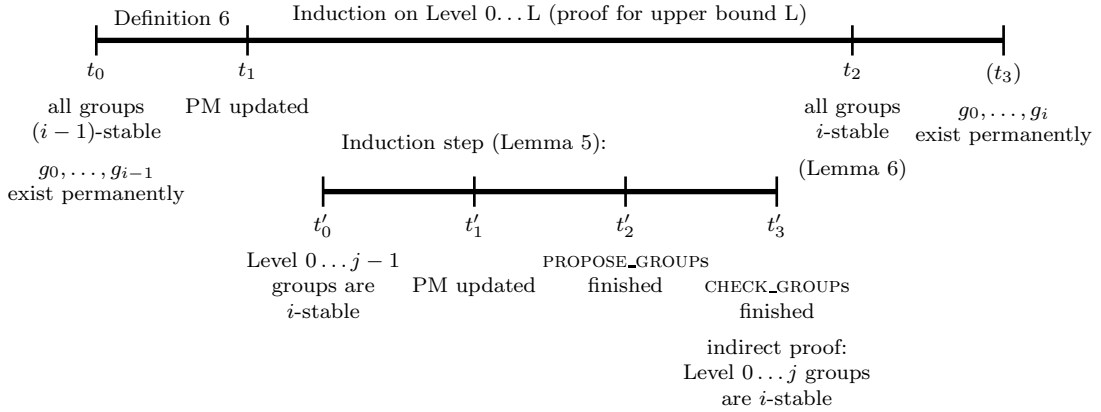 Definition 6
Induction on Level 0...L (proof for upper bound L)
t₀
t₁
t₂
(t₃)
all groups
(i − 1)-stable
g₀, . . . , gᵢ₋₁
exist permanently
PM updated
all groups
i-stable
(Lemma 6)
g₀, . . . , gᵢ
exist permanently
Induction step (Lemma 5):
t′₀
t′₁
t′₂
t′₃
Level 0 . . . j − 1
groups are
i-stable
PM updated
PROPOSE_GROUPs
finished
CHECK_GROUPs
finished
indirect proof:
Level 0 . . . j groups
are i-stable